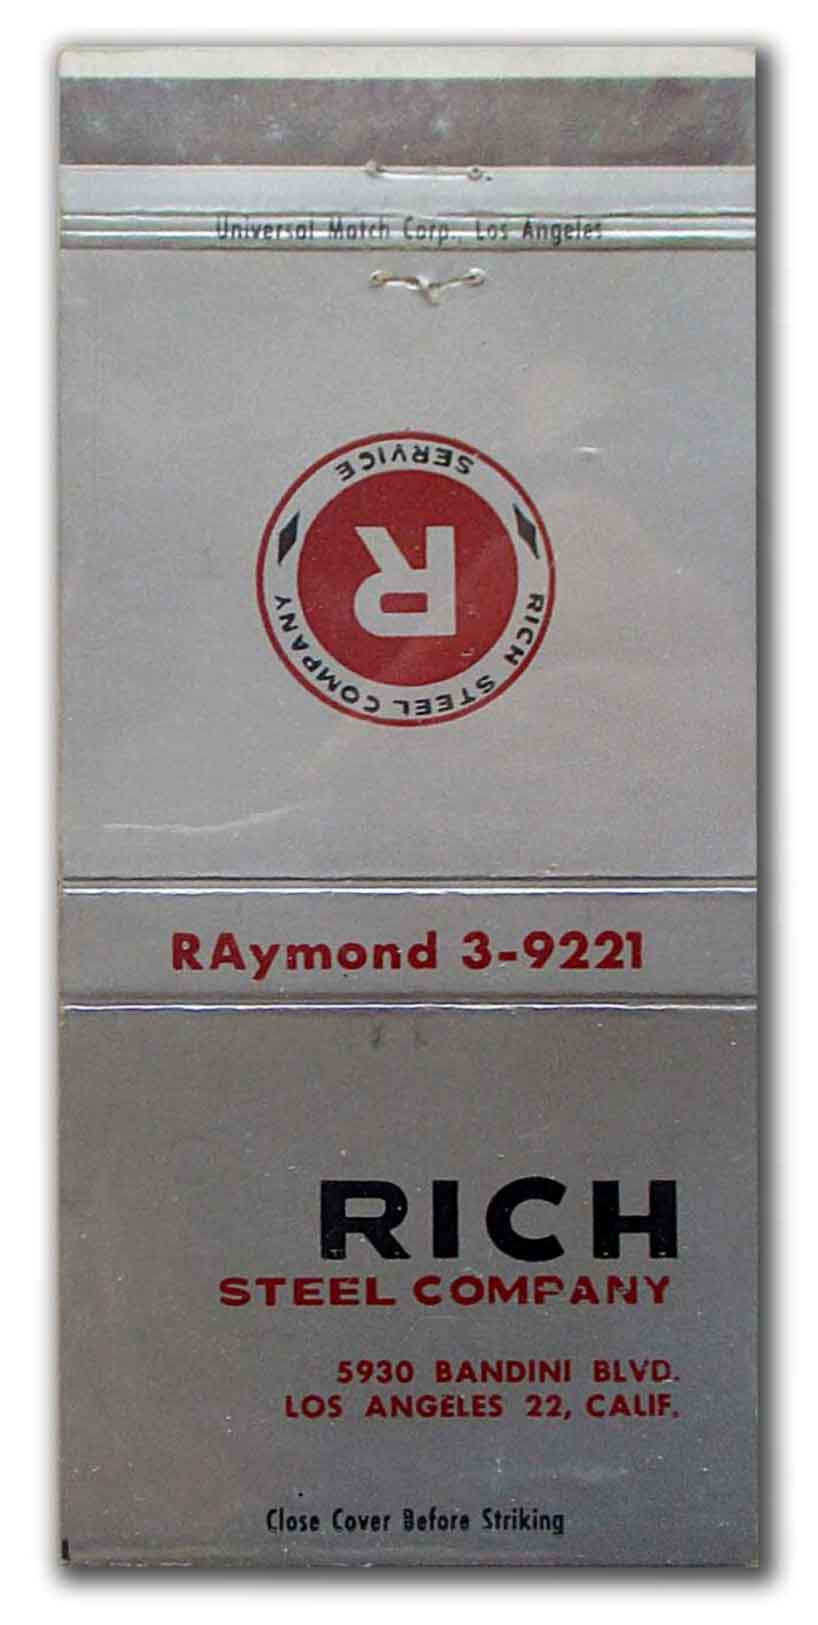 Universal Match Corp., Los Angeles
SERVICE
R
RICH STEEL COMPANY
RAymond 3-9221
RICH
STEEL COMPANY
5930 BANDINI BLVD.
LOS ANGELES 22, CALIF.
Close Cover Before Striking